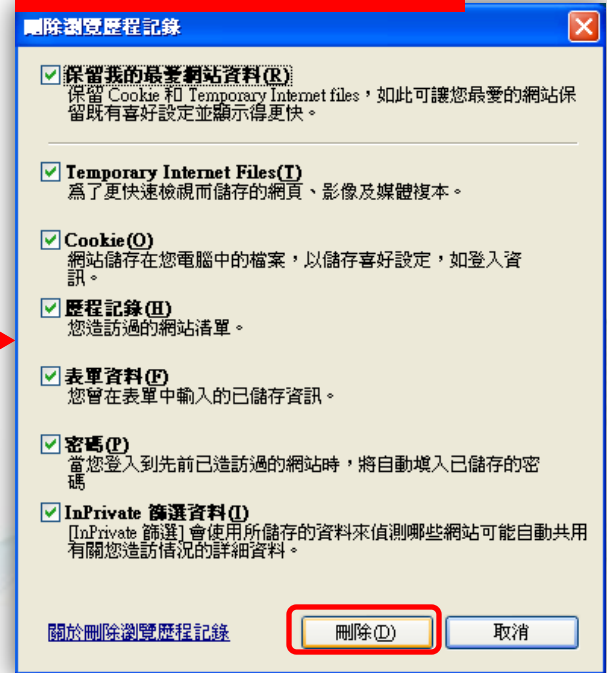 刪除瀏覽歷程記錄
保留我的最愛網站資料(R)
保留 Cookie 和 Temporary Internet files，如此可讓您最愛的網站保
留既有喜好設定並顯示得更快。
Temporary Internet Files(T)
為了更快速檢視而儲存的網頁、影像及媒體複本。
Cookie(O)
網站儲存在您電腦中的檔案，以儲存喜好設定，如登入資
訊。
歷程記錄(H)
您造訪過的網站清單。
表單資料(F)
您曾在表單中輸入的已儲存資訊。
密碼(P)
當您登入到先前已造訪過的網站時，將自動填入已儲存的密
碼
InPrivate 篩選資料(I)
[InPrivate 篩選] 會使用所儲存的資料來偵測哪些網站可能自動共用
有關您造訪情況的詳細資料。
關於刪除瀏覽歷程記錄
刪除(D)
取消